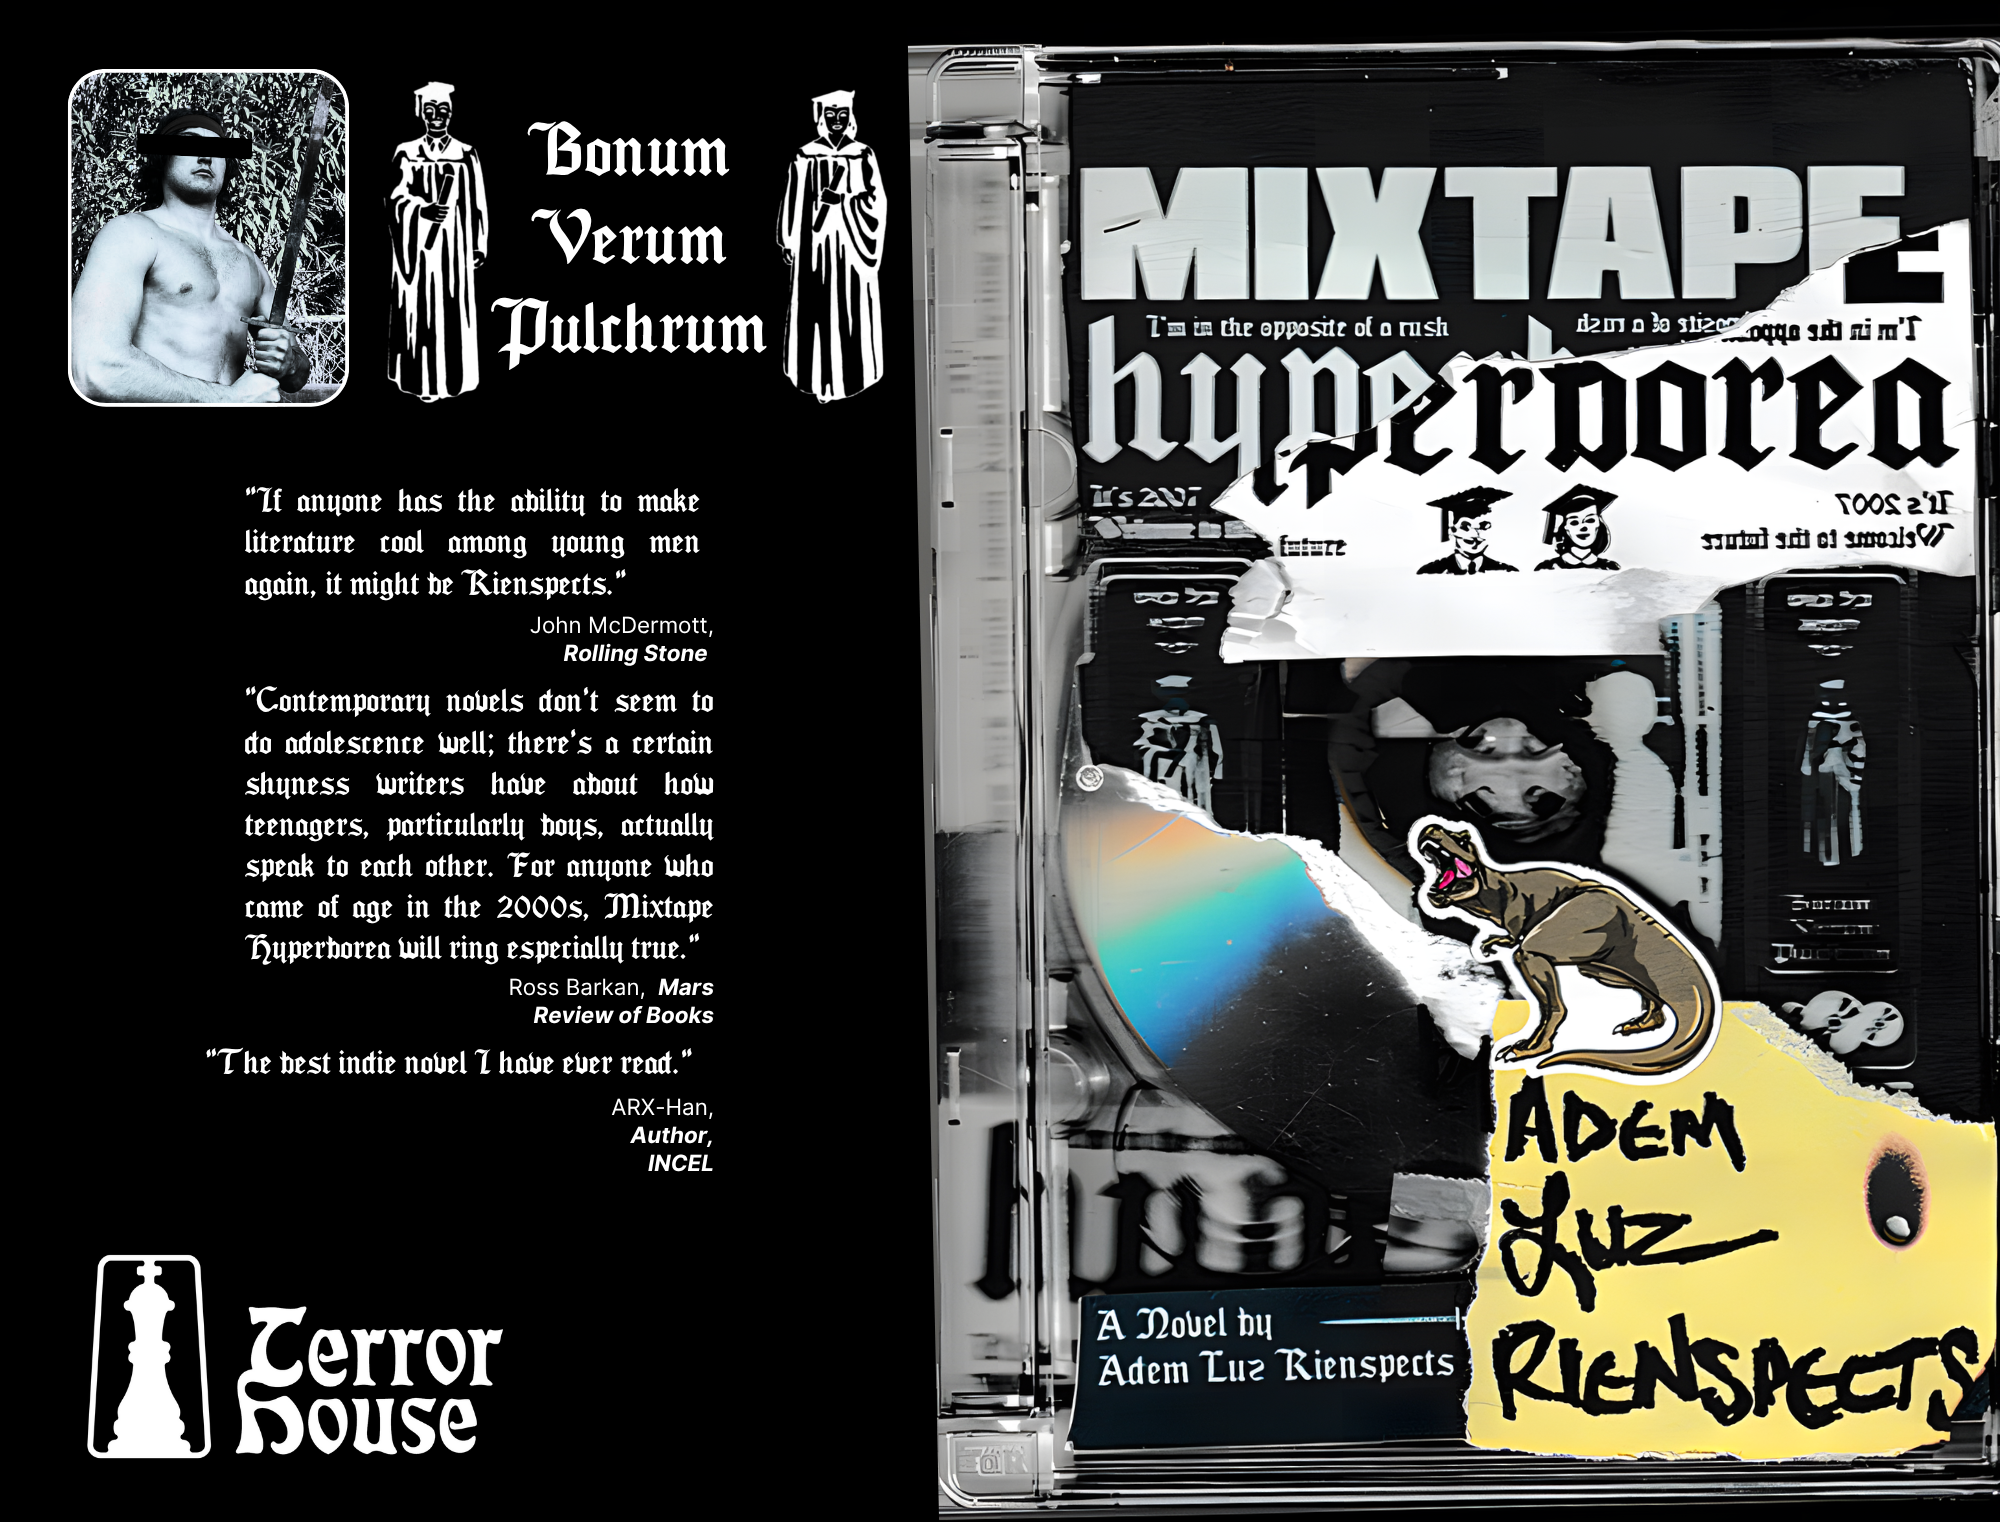 Bonum
Verum
Pulchrum
"If anyone has the ability to make
literature cool among young men
again, it might be Rienspects."
John McDermott,
Rolling Stone
"Contemporary novels don't seem to
do adolescence well; there's a certain
shyness writers have about how
teenagers, particularly boys, actually
speak to each other. For anyone who
came of age in the 2000s, Mixtape
Hyperborea will ring especially true."
Ross Barkan, Mars
Review of Books
"The best indie novel I have ever read."
ARX-Han,
Author,
INCEL
Terror
House
MIXTAPE
I'm in the opposite of a rush
hyperborea
It's 2007
future
It's 2007
Welcome to the future
ADEM
LUZ
RIENSPECTS
A Novel by
Adem Luz Rienspects